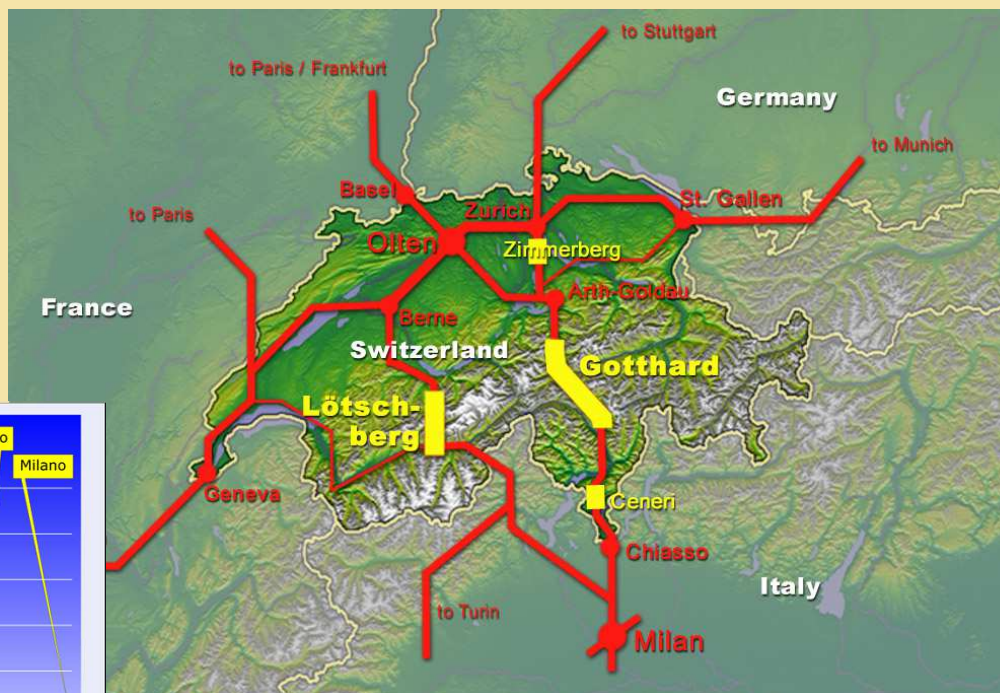 to Stuttgart
to Paris / Frankfurt
Germany
to Munich
Basel
St. Gallen
to Paris
Zurich
Olten
Zimmerberg
France
Arth-Goldau
Berne
Switzerland
Gotthard
Lötsch-
berg
Milano
Geneva
Ceneri
Chiasso
Italy
to Turin
Milan